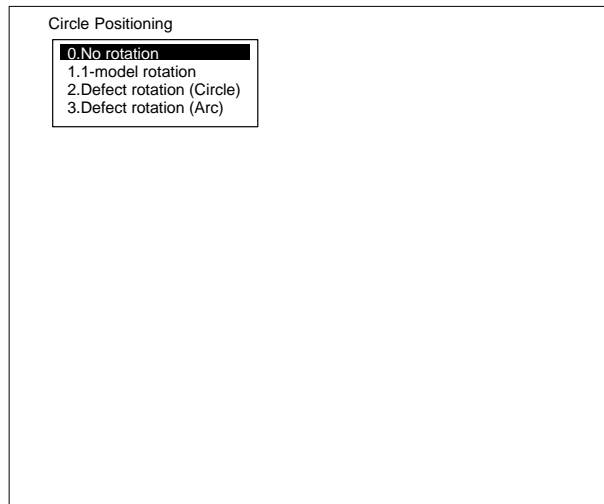 Circle Positioning
0.No rotation
1.1-model rotation
2.Defect rotation (Circle)
3.Defect rotation (Arc)